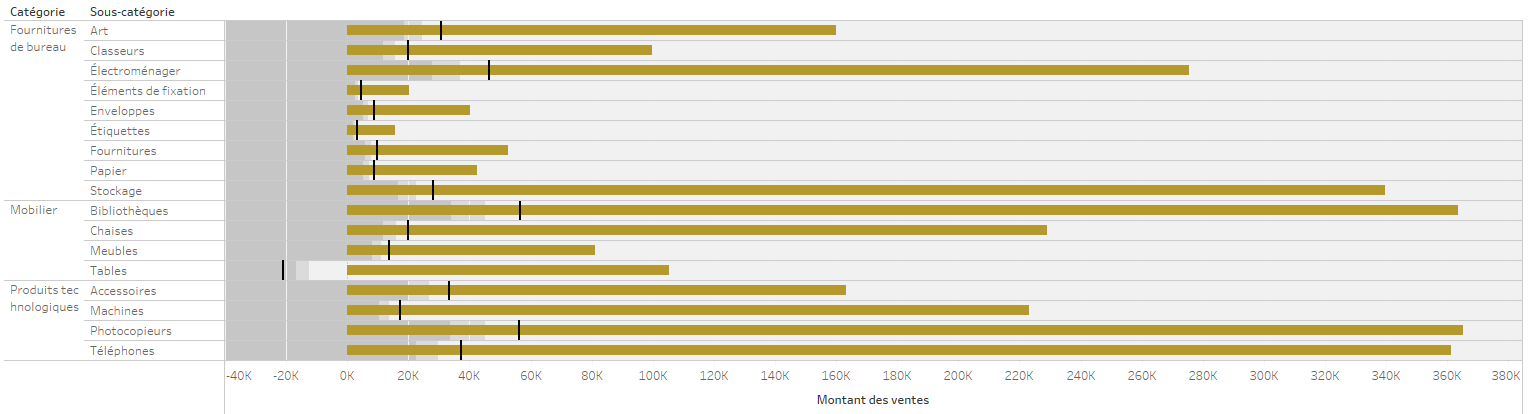 Catégorie Sous-catégorie
Fournitures
de bureau
Art
Classeurs
Électroménager
Éléments de fixation
Enveloppes
Étiquettes
Fournitures
Papier
Stockage
Mobilier
Bibliothèques
Chaises
Meubles
Tables
Produits tec
hnologiques
Accessoires
Machines
Photocopieurs
Téléphones
-40K -20K 0K 20K 40K 60K 80K 100K 120K 140K 160K 180K 200K 220K 240K 260K 280K 300K 320K 340K 360K 380K
Montant des ventes